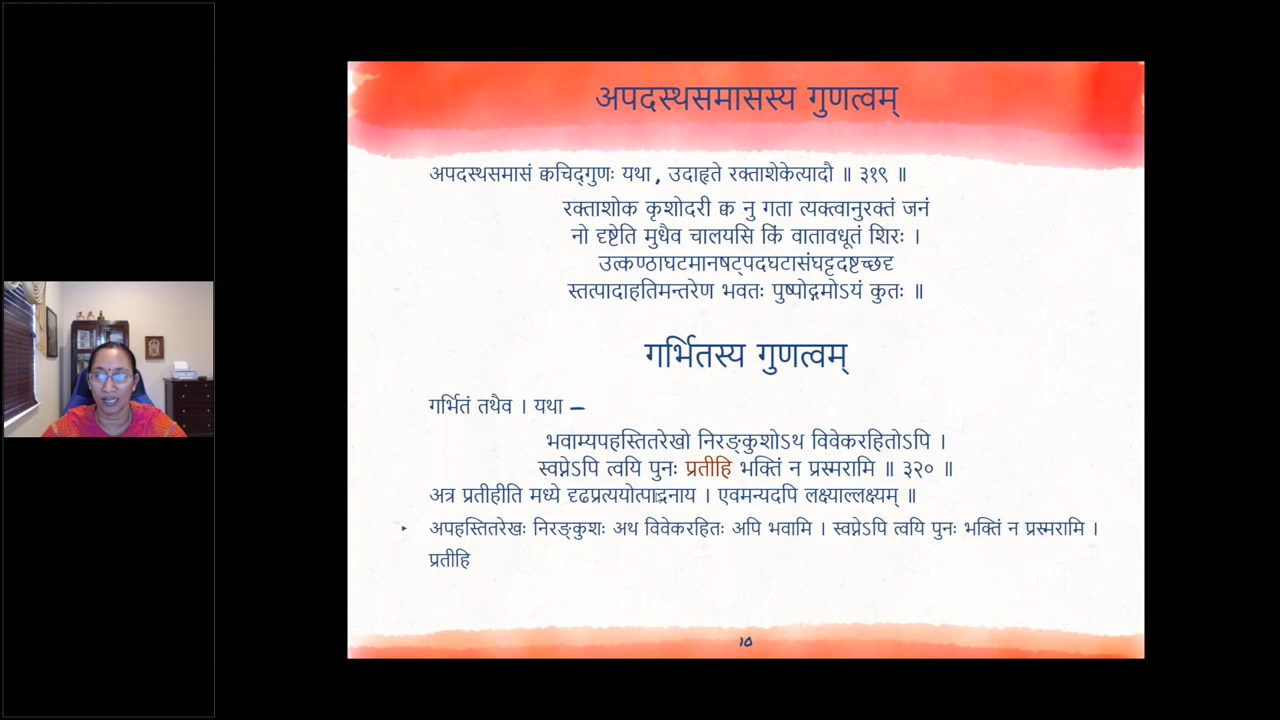 अपदस्थसमासस्य गुणत्वम्
अपदस्थसमासं क्वचिद्गुणः यथा , उदाहृते रक्ताशेकेत्यादौ ॥ ३१९ ॥
रक्ताशोक कृशोदरी क्व नु गता त्यक्त्वानुरक्तं जनं
नो दृष्टेति मुधैव चालयसि किं वातावधूतं शिरः ।
उत्कण्ठाघटमानषट्पदघटासंघट्टदष्टच्छदृ
स्तत्पादाहतिमन्तरेण भवतः पुष्पोद्गमोऽयं कुतः ॥
गर्भितस्य गुणत्वम्
गर्भितं तथैव । यथा –
भवाम्यपहस्तितरेखो निरङ्कुशोऽथ विवेकरहितोऽपि ।
स्वप्नेऽपि त्वयि पुनः प्रतीहि भक्तिं न प्रस्मरामि ॥ ३२० ॥
अत्र प्रतीहीति मध्ये दृढप्रत्ययोत्पादनाय । एवमन्यदपि लक्ष्याल्लक्ष्यम् ॥
‣ अपहस्तितरेखः निरङ्कुशः अथ विवेकरहितः अपि भवामि । स्वप्नेऽपि त्वयि पुनः भक्तिं न प्रस्मरामि ।
प्रतीहि
१०